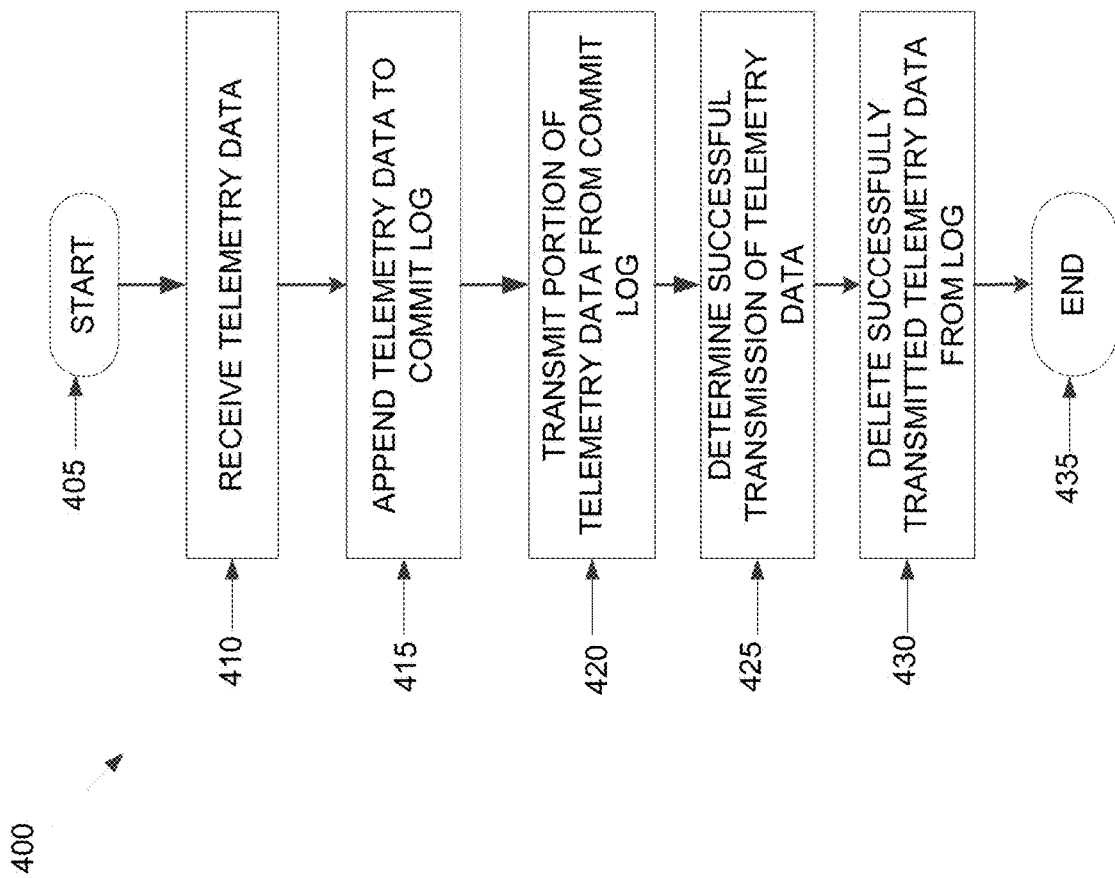 400
405
START
410
RECEIVE TELEMETRY DATA
415
APPEND TELEMETRY DATA TO
COMMIT LOG
420
TRANSMIT PORTION OF
TELEMETRY DATA FROM COMMIT
LOG
425
DETERMINE SUCCESSFUL
TRANSMISSION OF TELEMETRY
DATA
430
DELETE SUCCESSFULLY
TRANSMITTED TELEMETRY DATA
FROM LOG
435
END